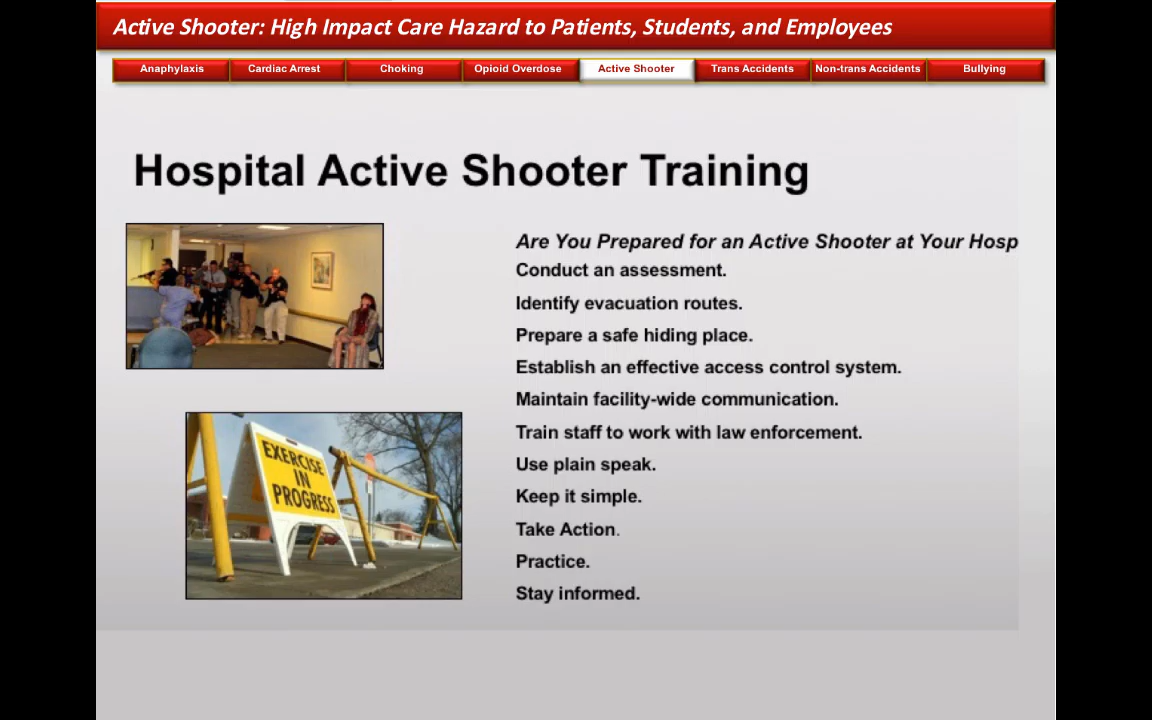 Active Shooter: High Impact Care Hazard to Patients, Students, and Employees
Anaphylaxis
Cardiac Arrest
Choking
Opioid Overdose
Active Shooter
Trans Accidents
Non-trans Accidents
Bullying
Hospital Active Shooter Training
Are You Prepared for an Active Shooter at Your Hosp
Conduct an assessment.
Identify evacuation routes.
Prepare a safe hiding place.
Establish an effective access control system.
Maintain facility-wide communication.
Train staff to work with law enforcement.
Use plain speak.
Keep it simple.
Take Action.
Practice.
Stay informed.
EXERCISE
IN
PROGRESS